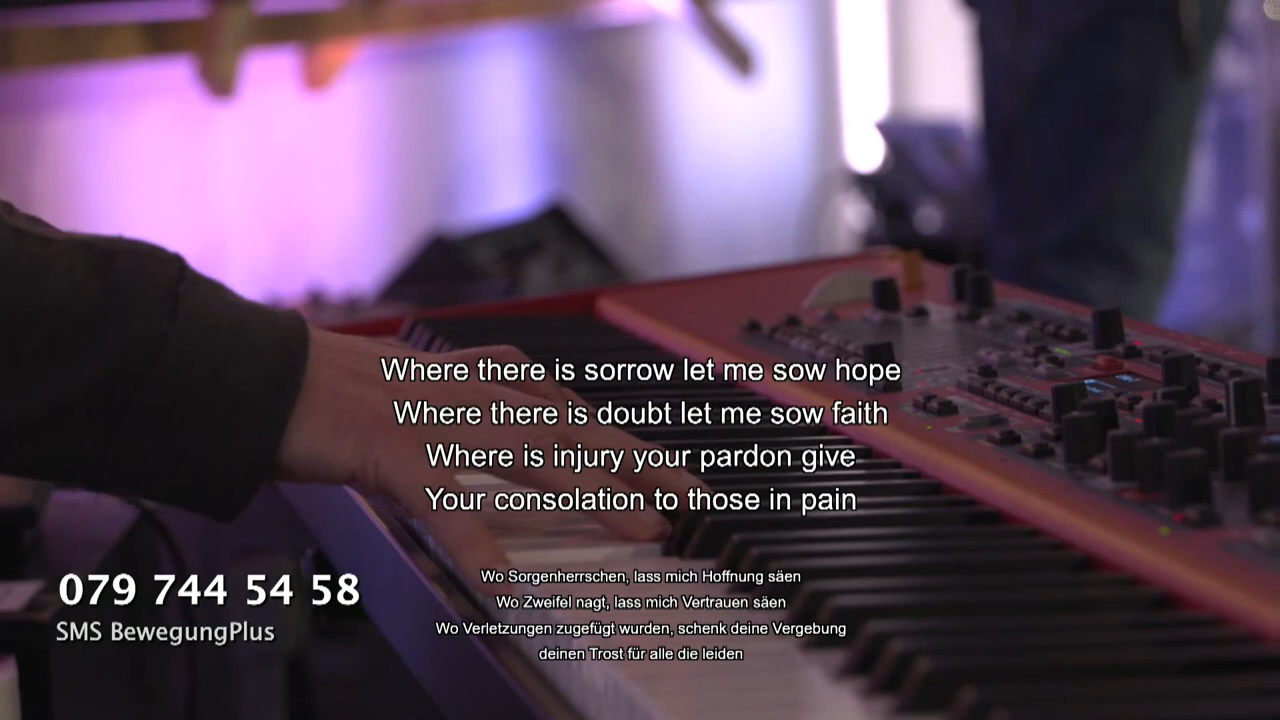 Where there is sorrow let me sow hope
Where there is doubt let me sow faith
Where is injury your pardon give
Your consolation to those in pain
079 744 54 58
SMS BewegungPlus
Wo Sorgenherrschen, lass mich Hoffnung säen
Wo Zweifel nagt, lass mich Vertrauen säen
Wo Verletzungen zugefügt wurden, schenk deine Vergebung
deinen Trost für alle die leiden